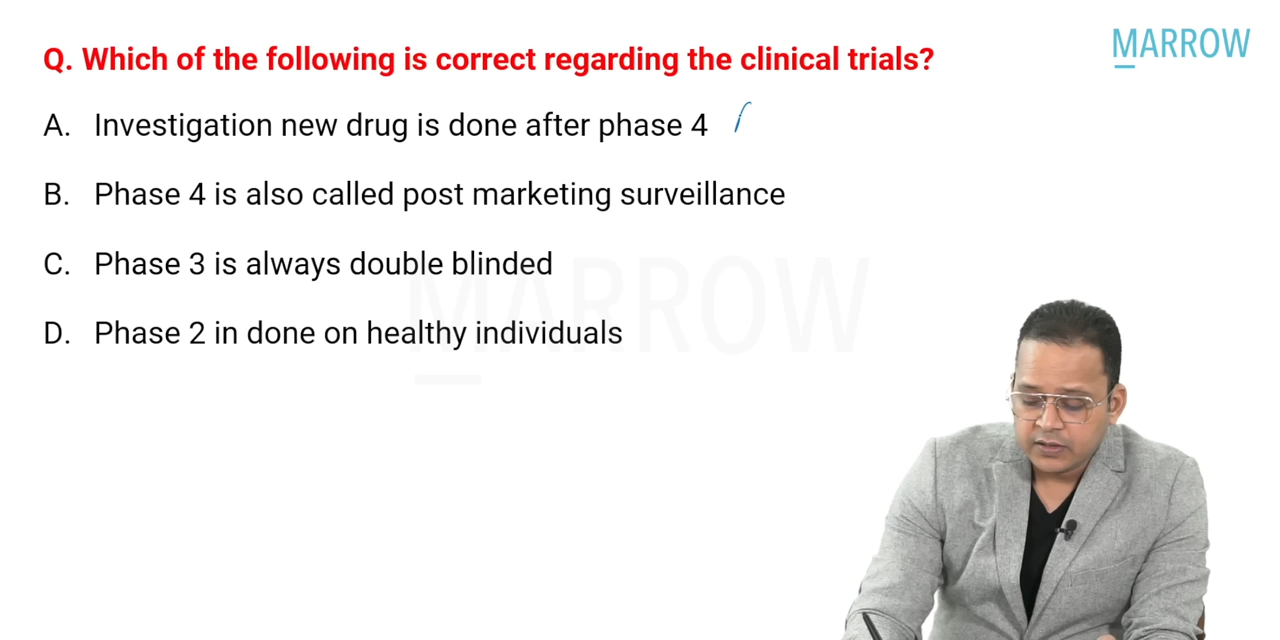 MARROW
Q. Which of the following is correct regarding the clinical trials?
A. Investigation new drug is done after phase 4
B. Phase 4 is also called post marketing surveillance
C. Phase 3 is always double blinded
D. Phase 2 in done on healthy individuals
MARROW